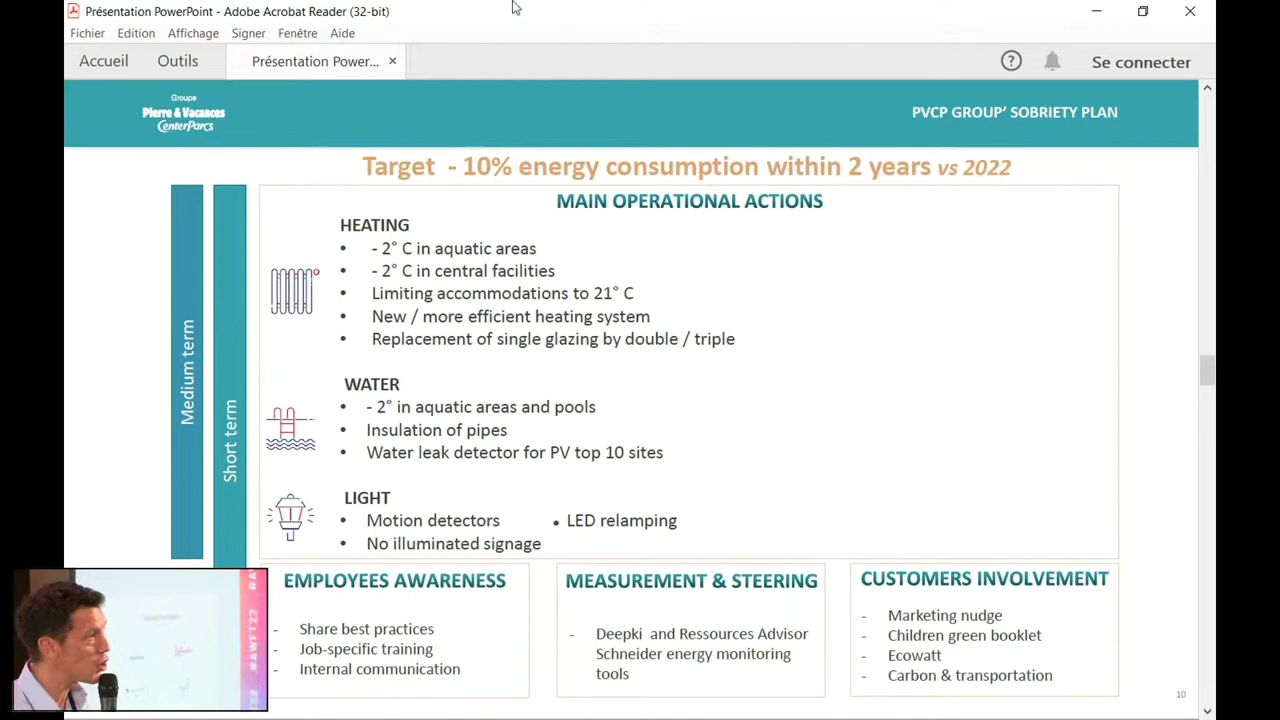 Présentation PowerPoint - Adobe Acrobat Reader (32-bit)
Fichier Edition Affichage Signer Fenêtre Aide
Accueil Outils Présentation Power... × ? Se connecter
Groupe
Pierre & Vacances
CenterParcs
PVCP GROUP’ SOBRIETY PLAN
Target - 10% energy consumption within 2 years vs 2022
Medium term
Short term
MAIN OPERATIONAL ACTIONS
HEATING
• - 2° C in aquatic areas
• - 2° C in central facilities
• Limiting accommodations to 21° C
• New / more efficient heating system
• Replacement of single glazing by double / triple
WATER
• - 2° in aquatic areas and pools
• Insulation of pipes
• Water leak detector for PV top 10 sites
LIGHT
• Motion detectors • LED relamping
• No illuminated signage
EMPLOYEES AWARENESS
- Share best practices
- Job-specific training
- Internal communication
MEASUREMENT & STEERING
- Deepki and Ressources Advisor
Schneider energy monitoring
tools
CUSTOMERS INVOLVEMENT
- Marketing nudge
- Children green booklet
- Ecowatt
- Carbon & transportation
10
#AWFT22